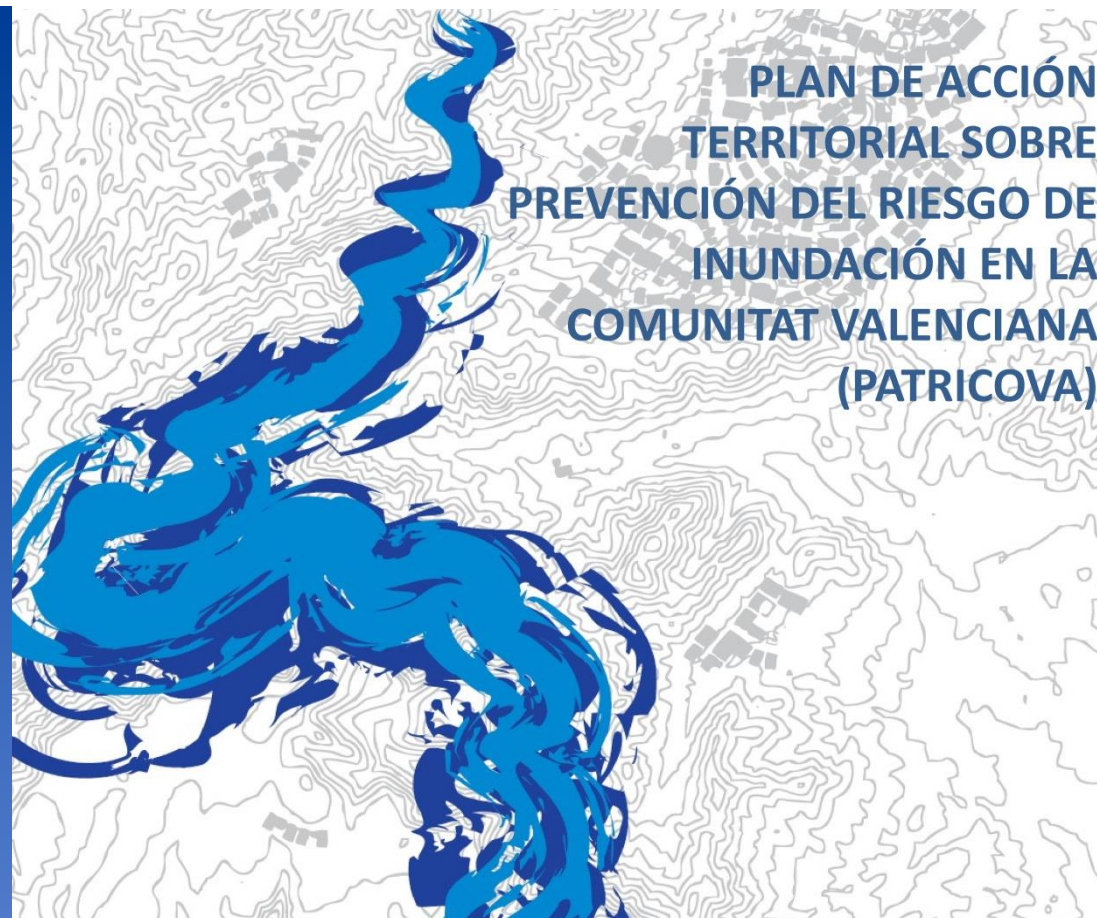 PLAN DE ACCIÓN
TERRITORIAL SOBRE
PREVENCIÓN DEL RIESGO DE
INUNDACIÓN EN LA
COMUNITAT VALENCIANA
(PATRICOVA)